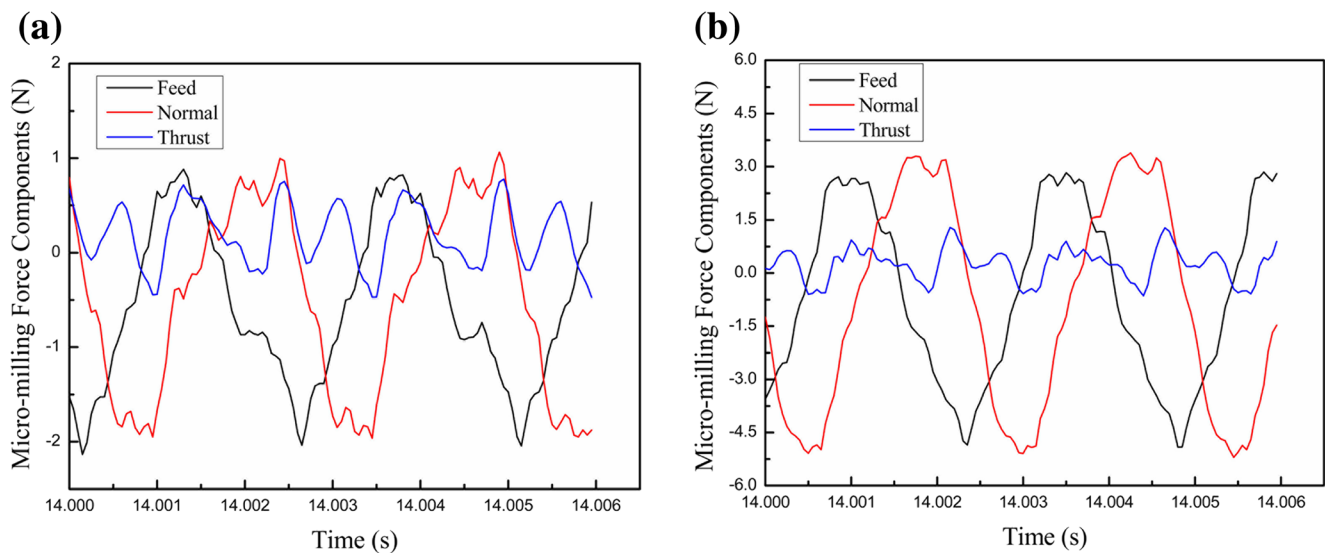 (a)
Micro-milling Force Components (N)
2
1
0
-1
-2
Feed
Normal
Thrust
14.000 14.001 14.002 14.003 14.004 14.005 14.006
Time (s)
(b)
Micro-milling Force Components (N)
6.0
4.5
3.0
1.5
0.0
-1.5
-3.0
-4.5
-6.0
Feed
Normal
Thrust
14.000 14.001 14.002 14.003 14.004 14.005 14.006
Time (s)